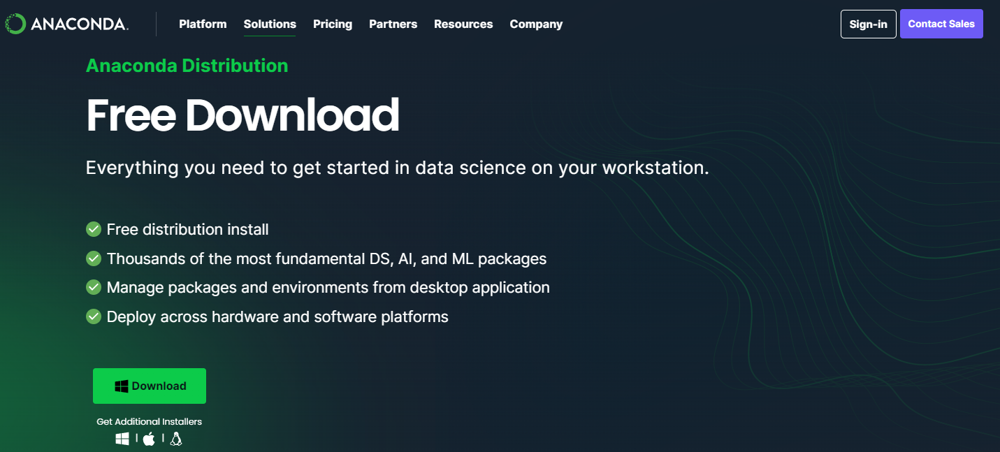 ANACONDA.
Platform Solutions Pricing Partners Resources Company
Sign-in Contact Sales
Anaconda Distribution
Free Download
Everything you need to get started in data science on your workstation.
Free distribution install
Thousands of the most fundamental DS, AI, and ML packages
Manage packages and environments from desktop application
Deploy across hardware and software platforms
Download
Get Additional Installers
| |